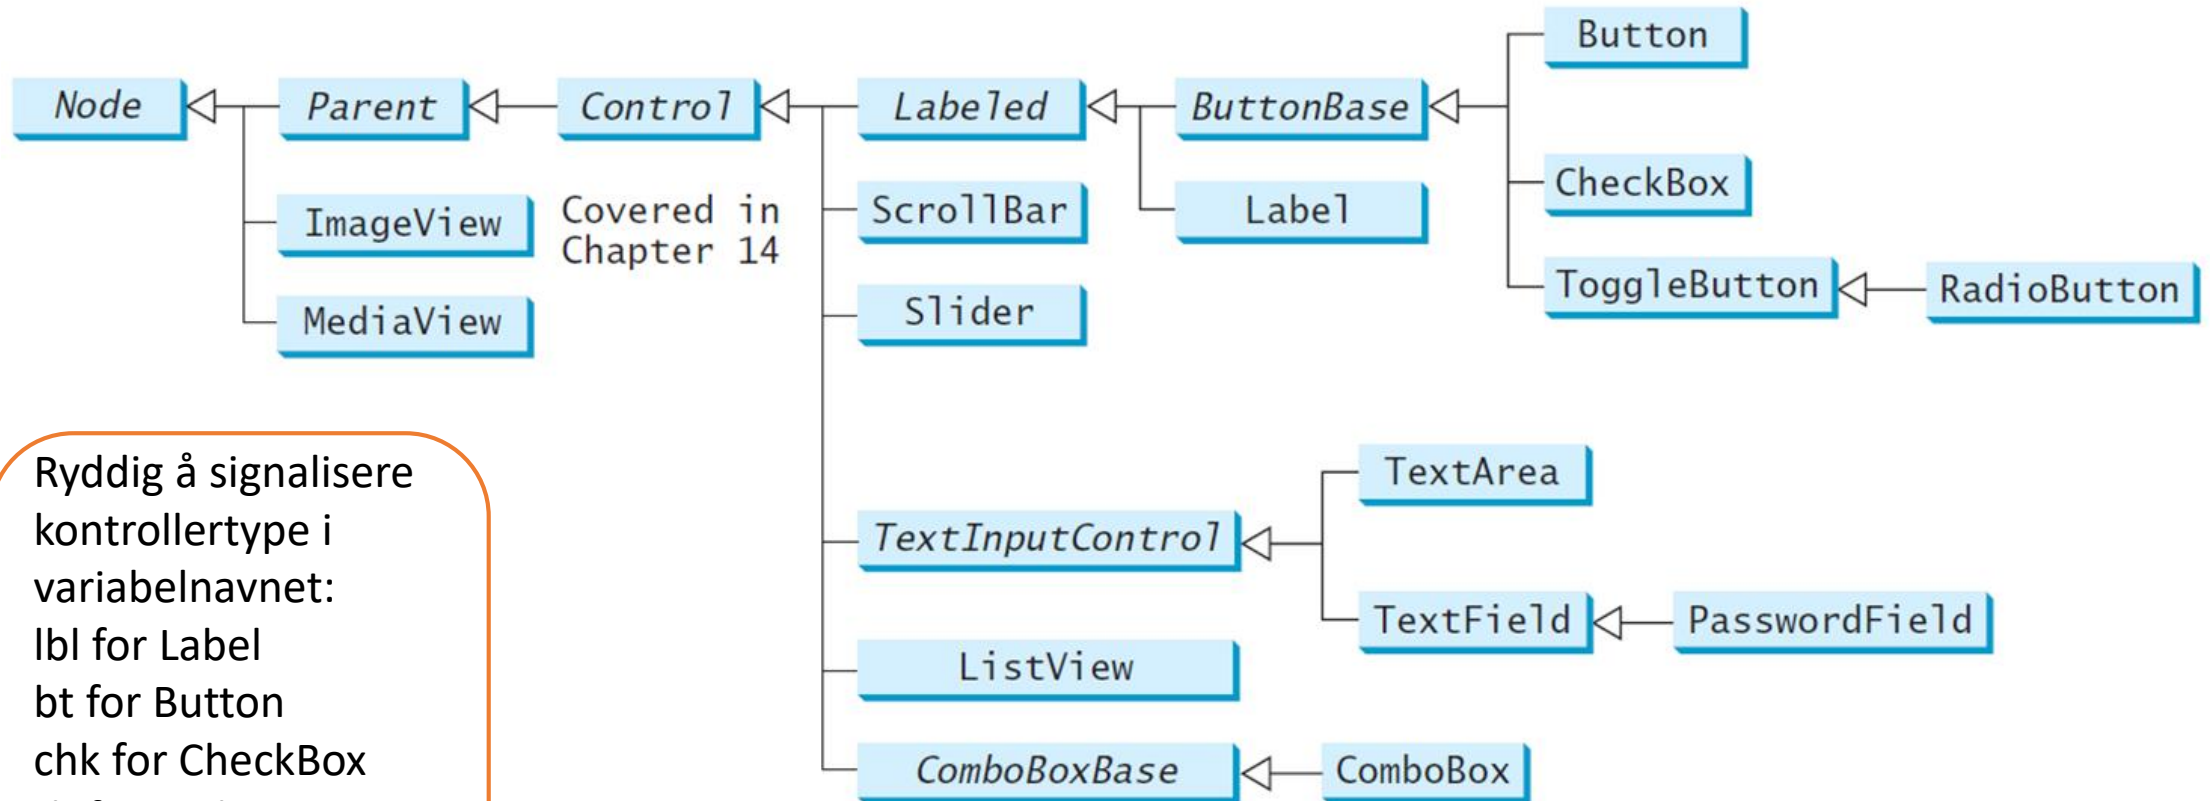 Button
Node
Parent
Control
Labeled
ButtonBase
CheckBox
ImageView
Covered in
Chapter 14
ScrollBar
Label
ToggleButton
RadioButton
MediaView
Slider
Ryddig å signalisere
kontrollertype i
variabelnavnet:
lbl for Label
bt for Button
chk for CheckBox
TextArea
TextInputControl
TextField
PasswordField
ListView
ComboBoxBase
ComboBox